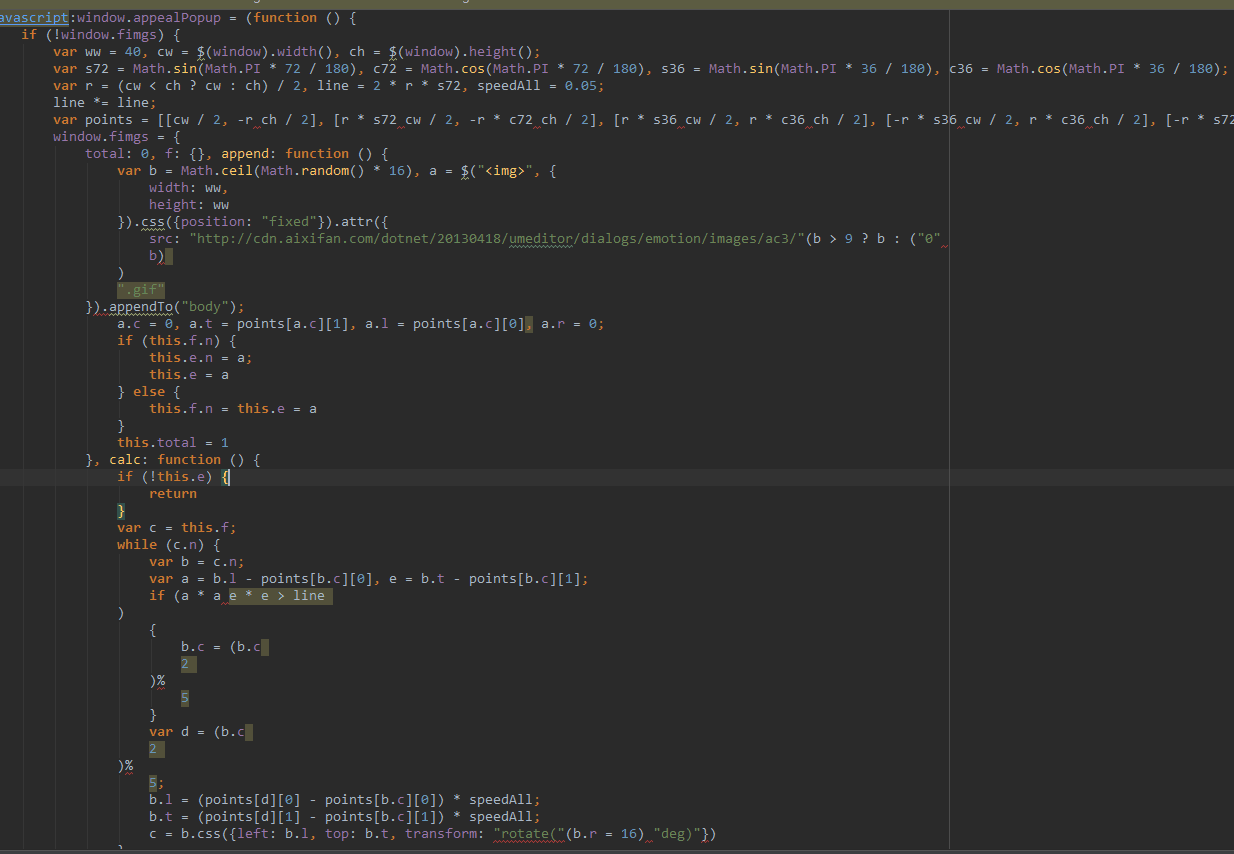 avascript:window.appealPopup = (function () {
if (!window.fimgs) {
var ww = 40, cw = $(window).width(), ch = $(window).height();
var s72 = Math.sin(Math.PI * 72 / 180), c72 = Math.cos(Math.PI * 72 / 180), s36 = Math.sin(Math.PI * 36 / 180), c36 = Math.cos(Math.PI * 36 / 180);
var r = (cw < ch ? cw : ch) / 2, line = 2 * r * s72, speedAll = 0.05;
line *= line;
var points = [[cw / 2, -r ch / 2], [r * s72 cw / 2, -r * c72 ch / 2], [r * s36 cw / 2, r * c36 ch / 2], [-r * s36 cw / 2, r * c36 ch / 2], [-r * s72
window.fimgs = {
total: 0, f: {}, append: function () {
var b = Math.ceil(Math.random() * 16), a = $("<img>", {
width: ww,
height: ww
}).css({position: "fixed"}).attr({
src: "http://cdn.aixifan.com/dotnet/20130418/umeditor/dialogs/emotion/images/ac3/"(b > 9 ? b : ("0"
b)
)
".gif"
}).appendTo("body");
a.c = 0, a.t = points[a.c][1], a.l = points[a.c][0], a.r = 0;
if (this.f.n) {
this.e.n = a;
this.e = a
} else {
this.f.n = this.e = a
}
this.total = 1
}, calc: function () {
if (!this.e) {
return
}
var c = this.f;
while (c.n) {
var b = c.n;
var a = b.l - points[b.c][0], e = b.t - points[b.c][1];
if (a * a e * e > line
)
{
b.c = (b.c
2
)%
5
}
var d = (b.c
2
)%
5;
b.l = (points[d][0] - points[b.c][0]) * speedAll;
b.t = (points[d][1] - points[b.c][1]) * speedAll;
c = b.css({left: b.l, top: b.t, transform: "rotate("(b.r = 16) "deg)"})